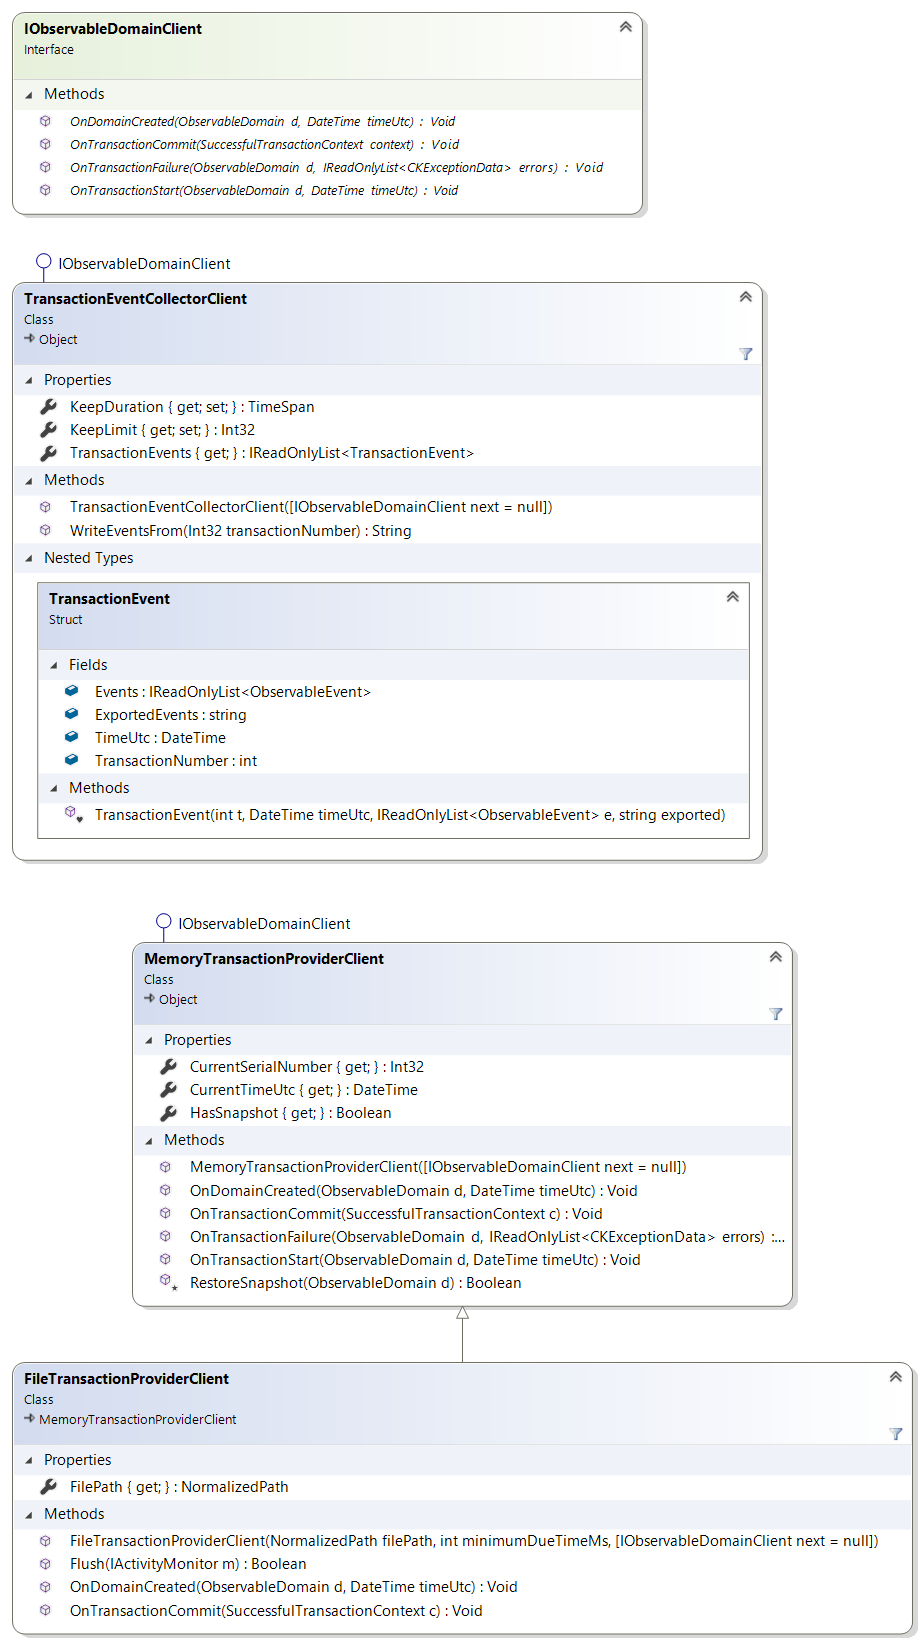 IObservableDomainClient
Interface
Methods
OnDomainCreated(ObservableDomain d, DateTime timeUtc) : Void
OnTransactionCommit(SuccessfulTransactionContext context) : Void
OnTransactionFailure(ObservableDomain d, IReadOnlyList<CKExceptionData> errors) : Void
OnTransactionStart(ObservableDomain d, DateTime timeUtc) : Void
IObservableDomainClient
TransactionEventCollectorClient
Class
Object
Properties
KeepDuration { get; set; } : TimeSpan
KeepLimit { get; set; } : Int32
TransactionEvents { get; } : IReadOnlyList<TransactionEvent>
Methods
TransactionEventCollectorClient([IObservableDomainClient next = null])
WriteEventsFrom(Int32 transactionNumber) : String
Nested Types
TransactionEvent
Struct
Fields
Events : IReadOnlyList<ObservableEvent>
ExportedEvents : string
TimeUtc : DateTime
TransactionNumber : int
Methods
TransactionEvent(int t, DateTime timeUtc, IReadOnlyList<ObservableEvent> e, string exported)
IObservableDomainClient
MemoryTransactionProviderClient
Class
Object
Properties
CurrentSerialNumber { get; } : Int32
CurrentTimeUtc { get; } : DateTime
HasSnapshot { get; } : Boolean
Methods
MemoryTransactionProviderClient([IObservableDomainClient next = null])
OnDomainCreated(ObservableDomain d, DateTime timeUtc) : Void
OnTransactionCommit(SuccessfulTransactionContext c) : Void
OnTransactionFailure(ObservableDomain d, IReadOnlyList<CKExceptionData> errors) :...
OnTransactionStart(ObservableDomain d, DateTime timeUtc) : Void
RestoreSnapshot(ObservableDomain d) : Boolean
FileTransactionProviderClient
Class
MemoryTransactionProviderClient
Properties
FilePath { get; } : NormalizedPath
Methods
FileTransactionProviderClient(NormalizedPath filePath, int minimumDueTimeMs, [IObservableDomainClient next = null])
Flush(IActivityMonitor m) : Boolean
OnDomainCreated(ObservableDomain d, DateTime timeUtc) : Void
OnTransactionCommit(SuccessfulTransactionContext c) : Void